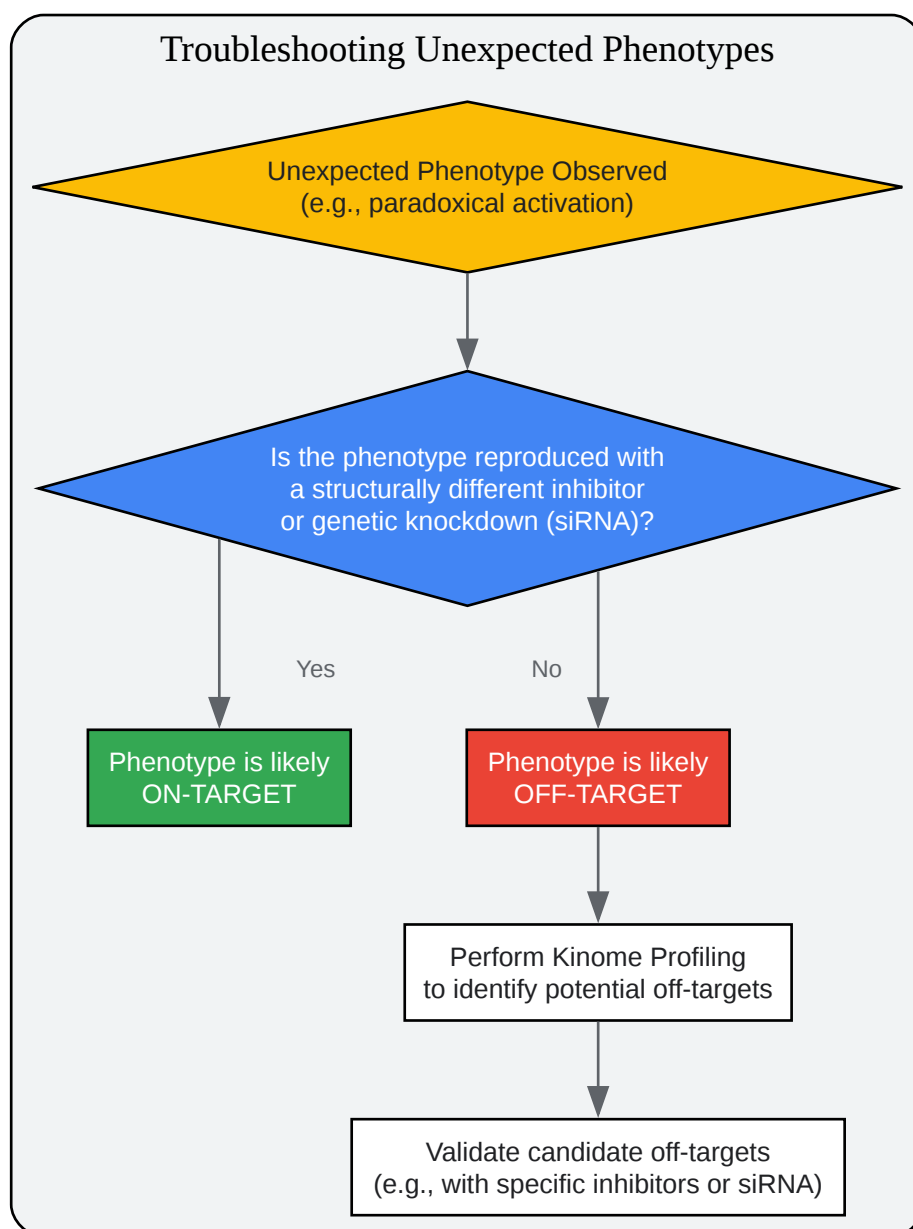 Troubleshooting Unexpected Phenotypes
Unexpected Phenotype Observed
(e.g., paradoxical activation)
Is the phenotype reproduced with
a structurally different inhibitor
or genetic knockdown (siRNA)?
Yes
No
Phenotype is likely
ON-TARGET
Phenotype is likely
OFF-TARGET
Perform Kinome Profiling
to identify potential off-targets
Validate candidate off-targets
(e.g., with specific inhibitors or siRNA)